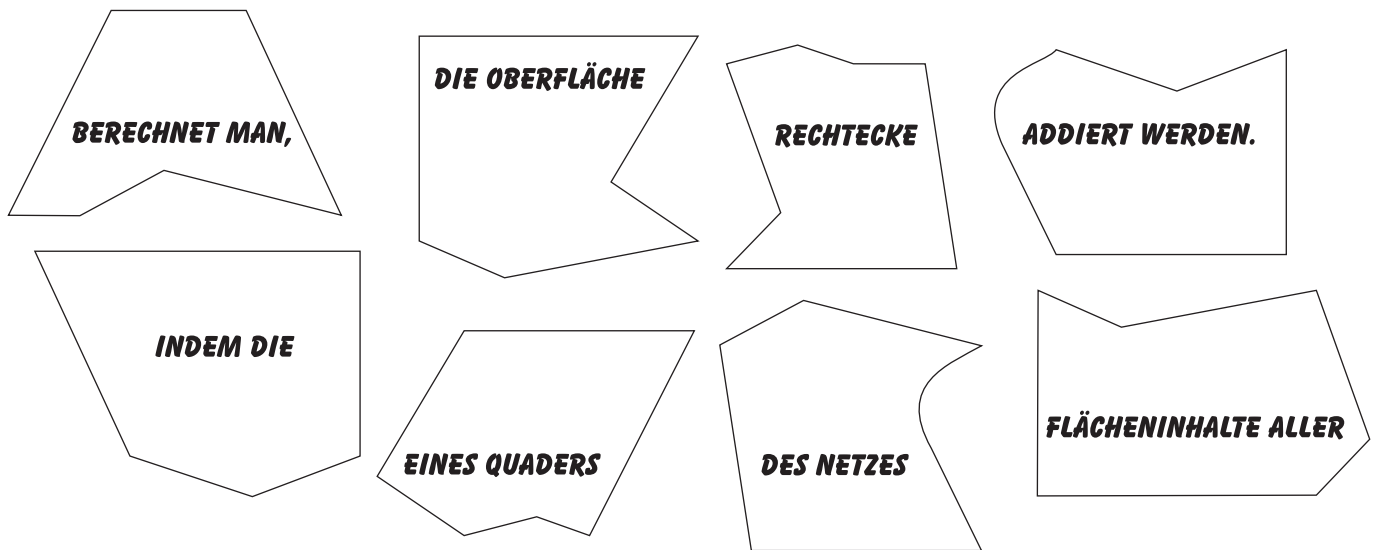 BERECHNET MAN,
DIE OBERFLÄCHE
RECHTECKE
ADDIERT WERDEN.
INDEM DIE
EINES QUADERS
DES NETZES
FLÄCHENINHALTE ALLER